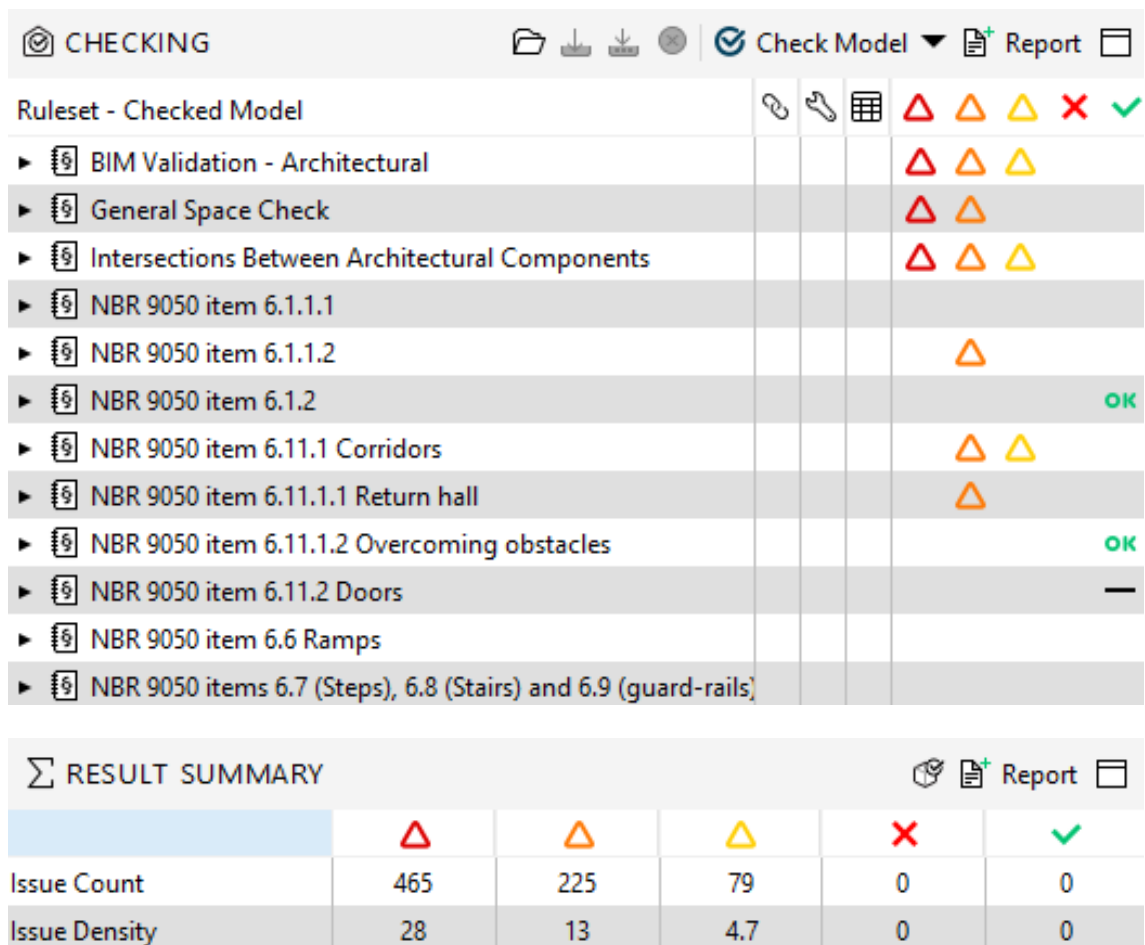 CHECKING Check Model Report
Ruleset - Checked Model
§ BIM Validation - Architectural
§ General Space Check
§ Intersections Between Architectural Components
§ NBR 9050 item 6.1.1.1
§ NBR 9050 item 6.1.1.2
§ NBR 9050 item 6.1.2 OK
§ NBR 9050 item 6.11.1 Corridors
§ NBR 9050 item 6.11.1.1 Return hall
§ NBR 9050 item 6.11.1.2 Overcoming obstacles OK
§ NBR 9050 item 6.11.2 Doors —
§ NBR 9050 item 6.6 Ramps
§ NBR 9050 items 6.7 (Steps), 6.8 (Stairs) and 6.9 (guard-rails)
∑ RESULT SUMMARY Report
Issue Count 465 225 79 0 0
Issue Density 28 13 4.7 0 0